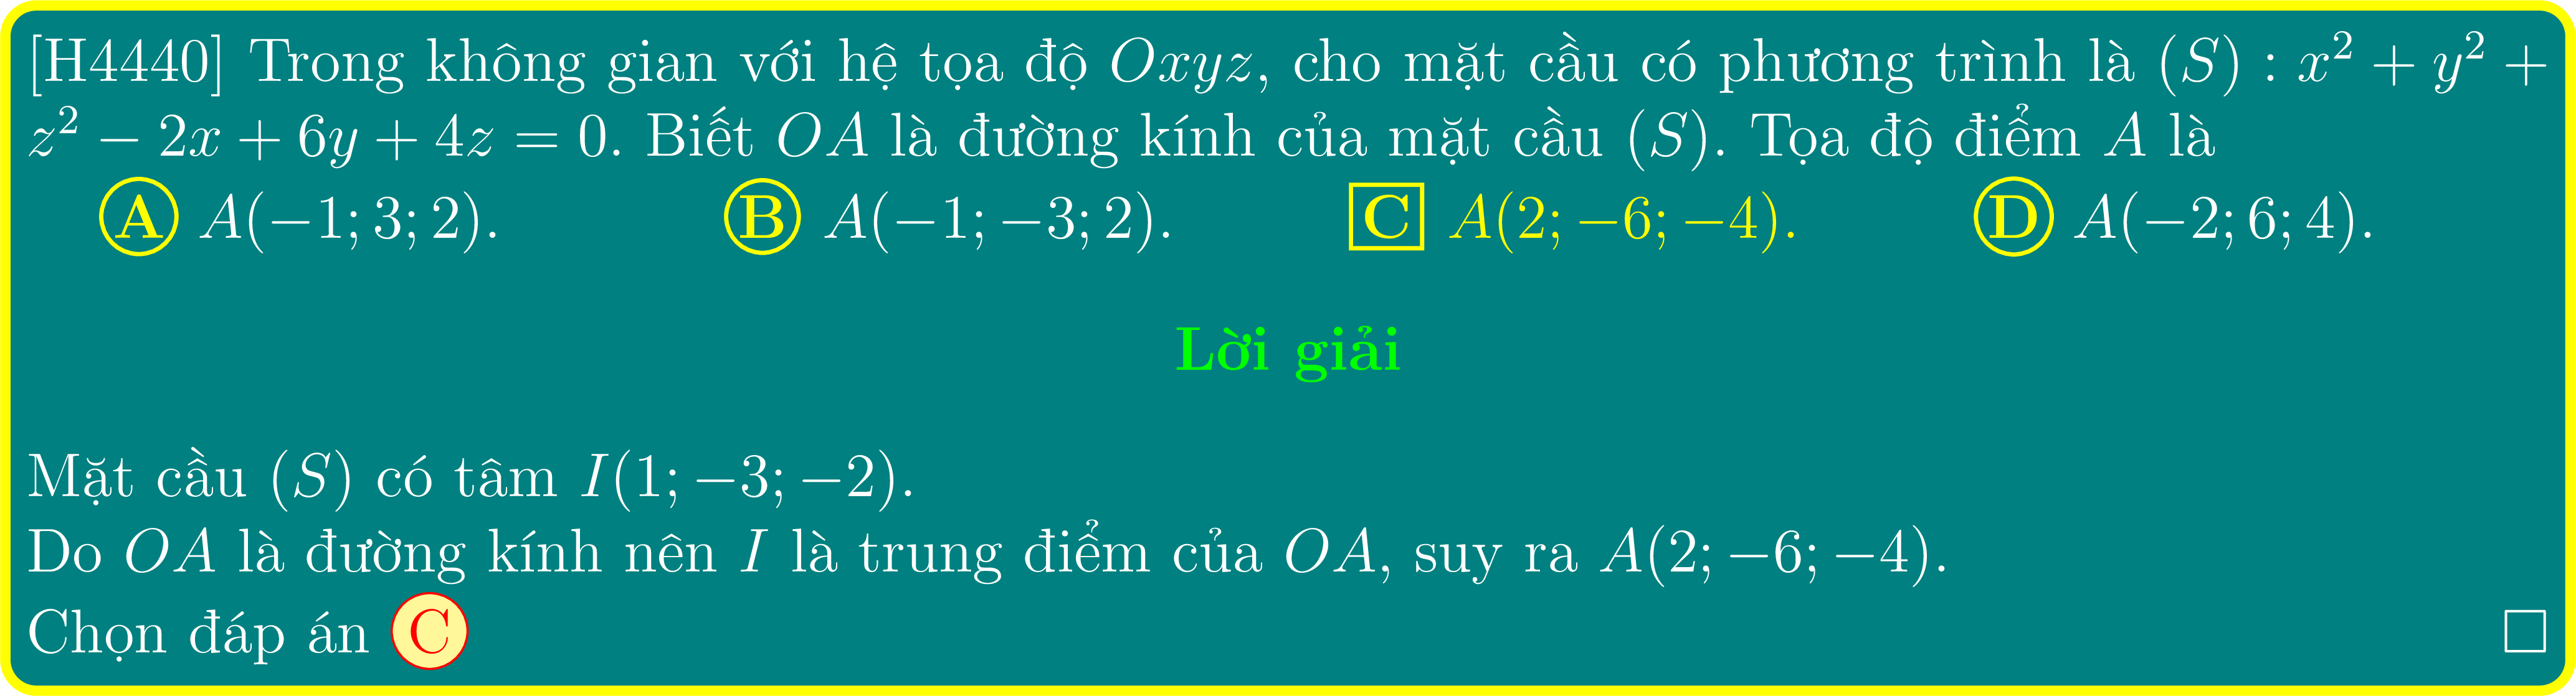 [H4440] Trong không gian với hệ tọa độ Oxyz, cho mặt cầu có phương trình là (S) : x² + y² +
z² − 2x + 6y + 4z = 0. Biết OA là đường kính của mặt cầu (S). Tọa độ điểm A là
A A(−1; 3; 2). B A(−1; −3; 2). C A(2; −6; −4). D A(−2; 6; 4).
Lời giải
Mặt cầu (S) có tâm I(1; −3; −2).
Do OA là đường kính nên I là trung điểm của OA, suy ra A(2; −6; −4).
Chọn đáp án C □